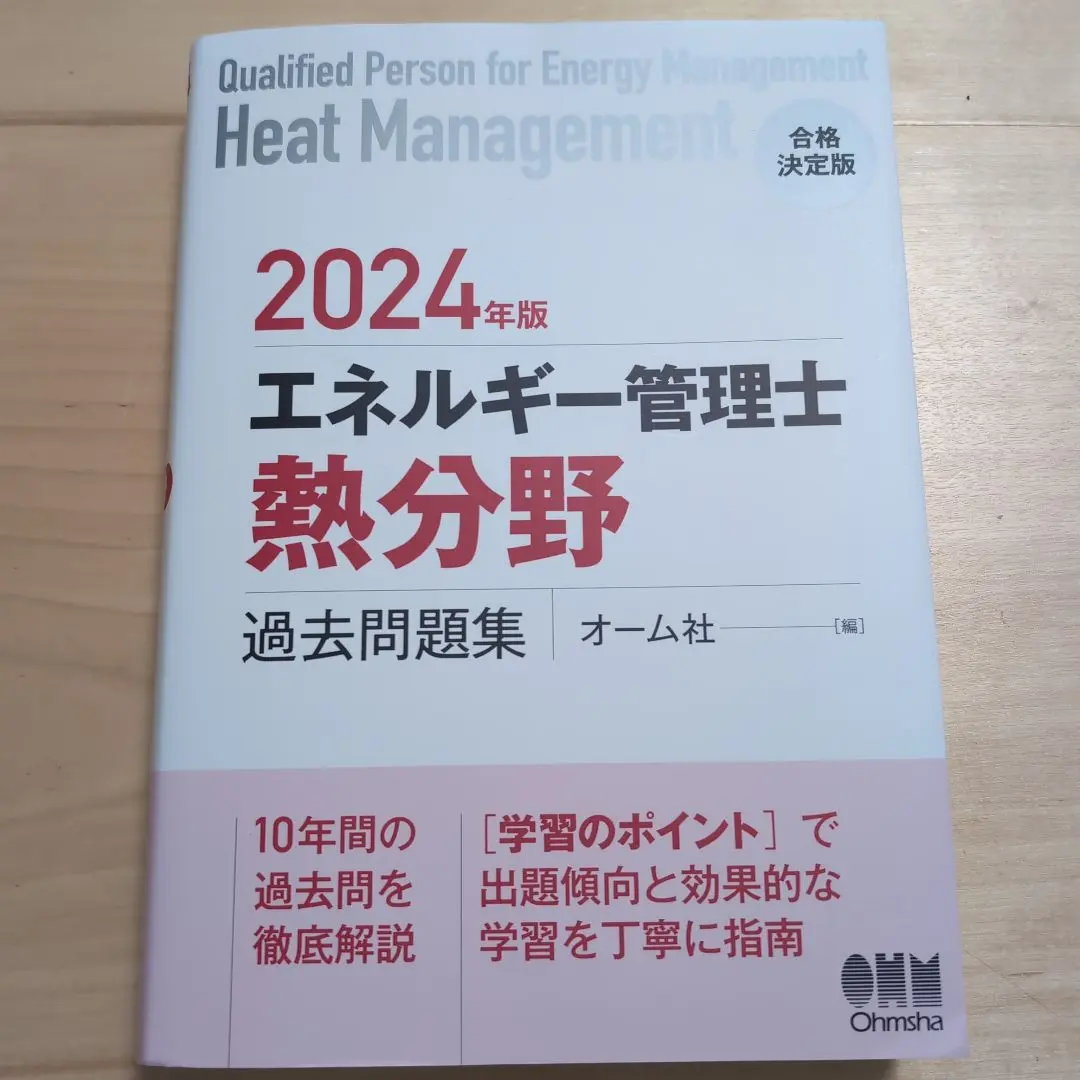 Qualified Person for Energy Management
Heat Management
合格
決定版
2024年版
エネルギー管理士
熱分野
過去問題集
オーム社 [編]
10年間の
過去問を
徹底解説
[学習のポイント]で
出題傾向と効果的な
学習を丁寧に指南
OHM
Ohmsha